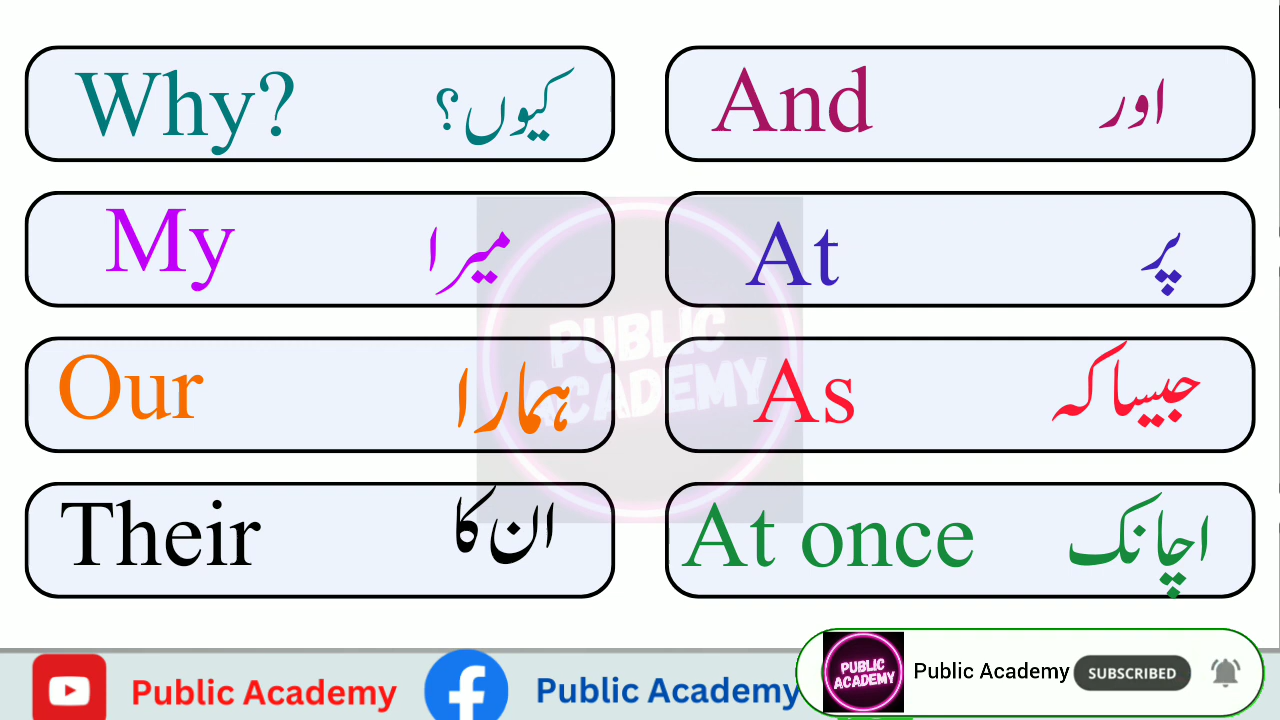 Why? کیوں؟
And اور
My میرا
At پر
Our ہمارا
As جیساکہ
Their ان کا
At once اچانک
PUBLIC
ACADEMY
Public Academy
Public Academy
PUBLIC
ACADEMY
Public Academy SUBSCRIBED